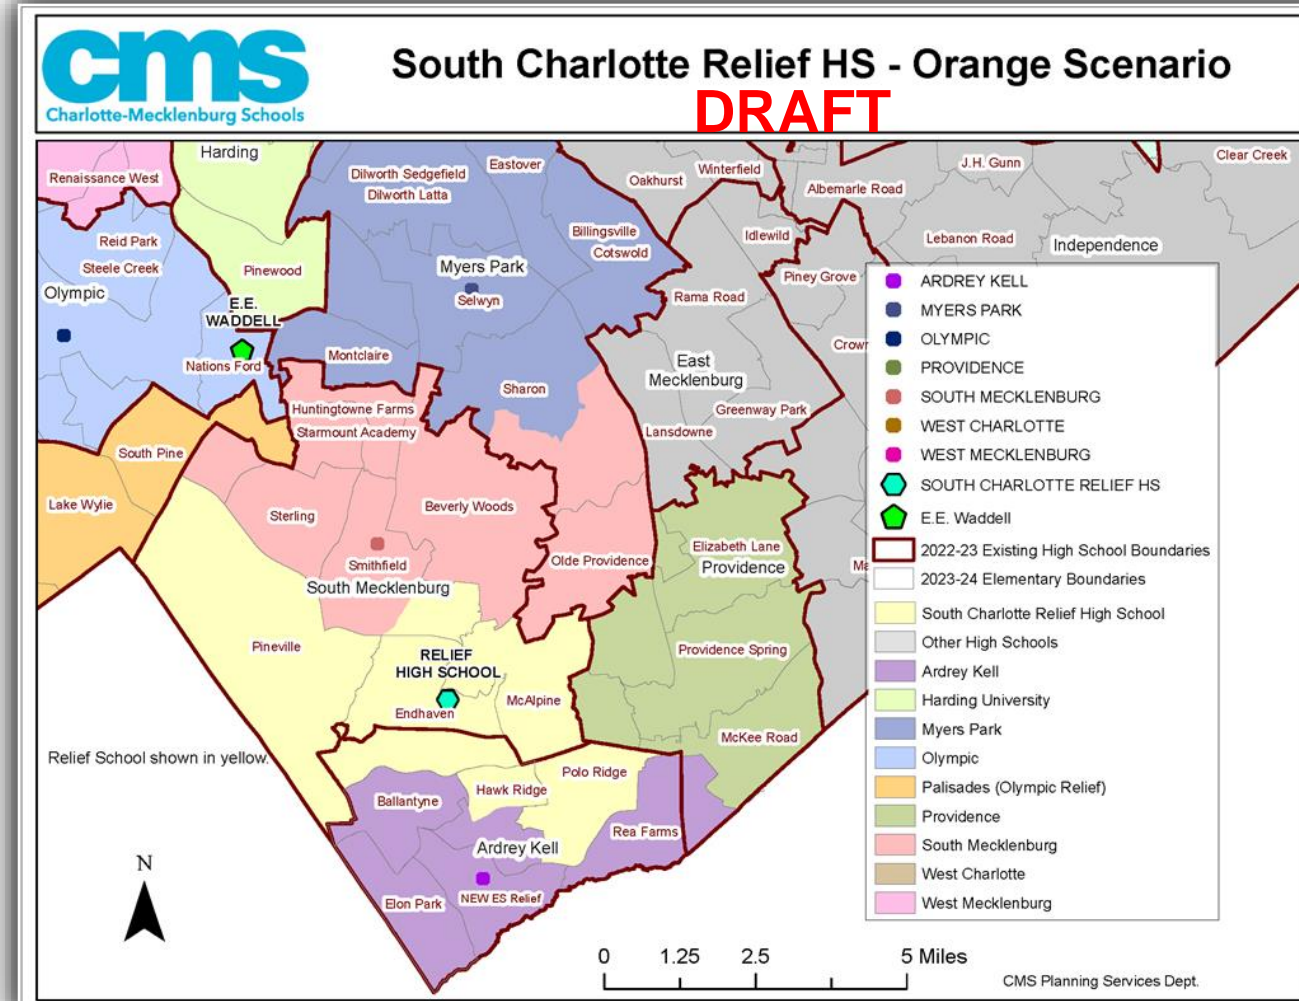 cms
Charlotte-Mecklenburg Schools
South Charlotte Relief HS - Orange Scenario
DRAFT
Harding
Renaissance West
Eastover
Dilworth Sedgefield
Dilworth Latta
Oakhurst
Winterfield
Albemarle Road
J.H. Gunn
Clear Creek
Reid Park
Steele Creek
Olympic
Pinewood
Billingsville
Cotswold
Idlewild
Lebanon Road
Independence
Myers Park
Selwyn
Rama Road
Piney Grove
E.E.
WADDELL
Nations Ford
Montclaire
Sharon
East
Mecklenburg
Crown
Huntingtowne Farms
Starmount Academy
Greenway Park
Lansdowne
South Pine
Lake Wylie
Sterling
Beverly Woods
Smithfield
South Mecklenburg
Olde Providence
Elizabeth Lane
Providence
Ma
Pineville
RELIEF
HIGH SCHOOL
Endhaven
McAlpine
Providence Spring
McKee Road
Relief School shown in yellow.
Ballantyne
Hawk Ridge
Polo Ridge
Rea Farms
Ardrey Kell
Elon Park
NEW ES Relief
ARDREY KELL
MYERS PARK
OLYMPIC
PROVIDENCE
SOUTH MECKLENBURG
WEST CHARLOTTE
WEST MECKLENBURG
SOUTH CHARLOTTE RELIEF HS
E.E. Waddell
2022-23 Existing High School Boundaries
2023-24 Elementary Boundaries
South Charlotte Relief High School
Other High Schools
Ardrey Kell
Harding University
Myers Park
Olympic
Palisades (Olympic Relief)
Providence
South Mecklenburg
West Charlotte
West Mecklenburg
N
0 1.25 2.5 5 Miles
CMS Planning Services Dept.